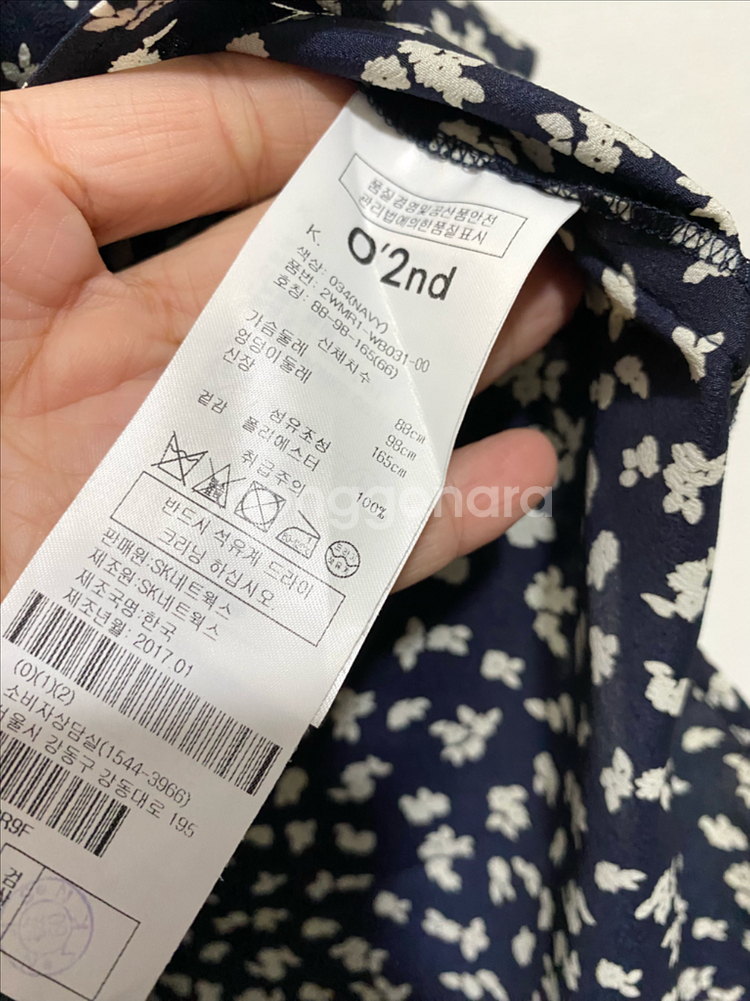 품질경영및공산품안전
관리법에의한품질표시
K. O'2nd
색상: 034(NAVY)
품번: 2WMR1-WB031-00
호칭: 88-98-165(66)
신체치수
가슴둘레 88cm
엉덩이둘레 98cm
신장 165cm
섬유조성
겉감 폴리에스터 100%
취급주의
반드시 석유계 드라이
크리닝 하십시오.
판매원:SK네트웍스
제조원:SK네트웍스
제조국명:한국
제조년월: 2017.01
(0)(1)(2)
소비자상담실(1544-3966)
서울시 강동구 강동대로 195
R9F
검